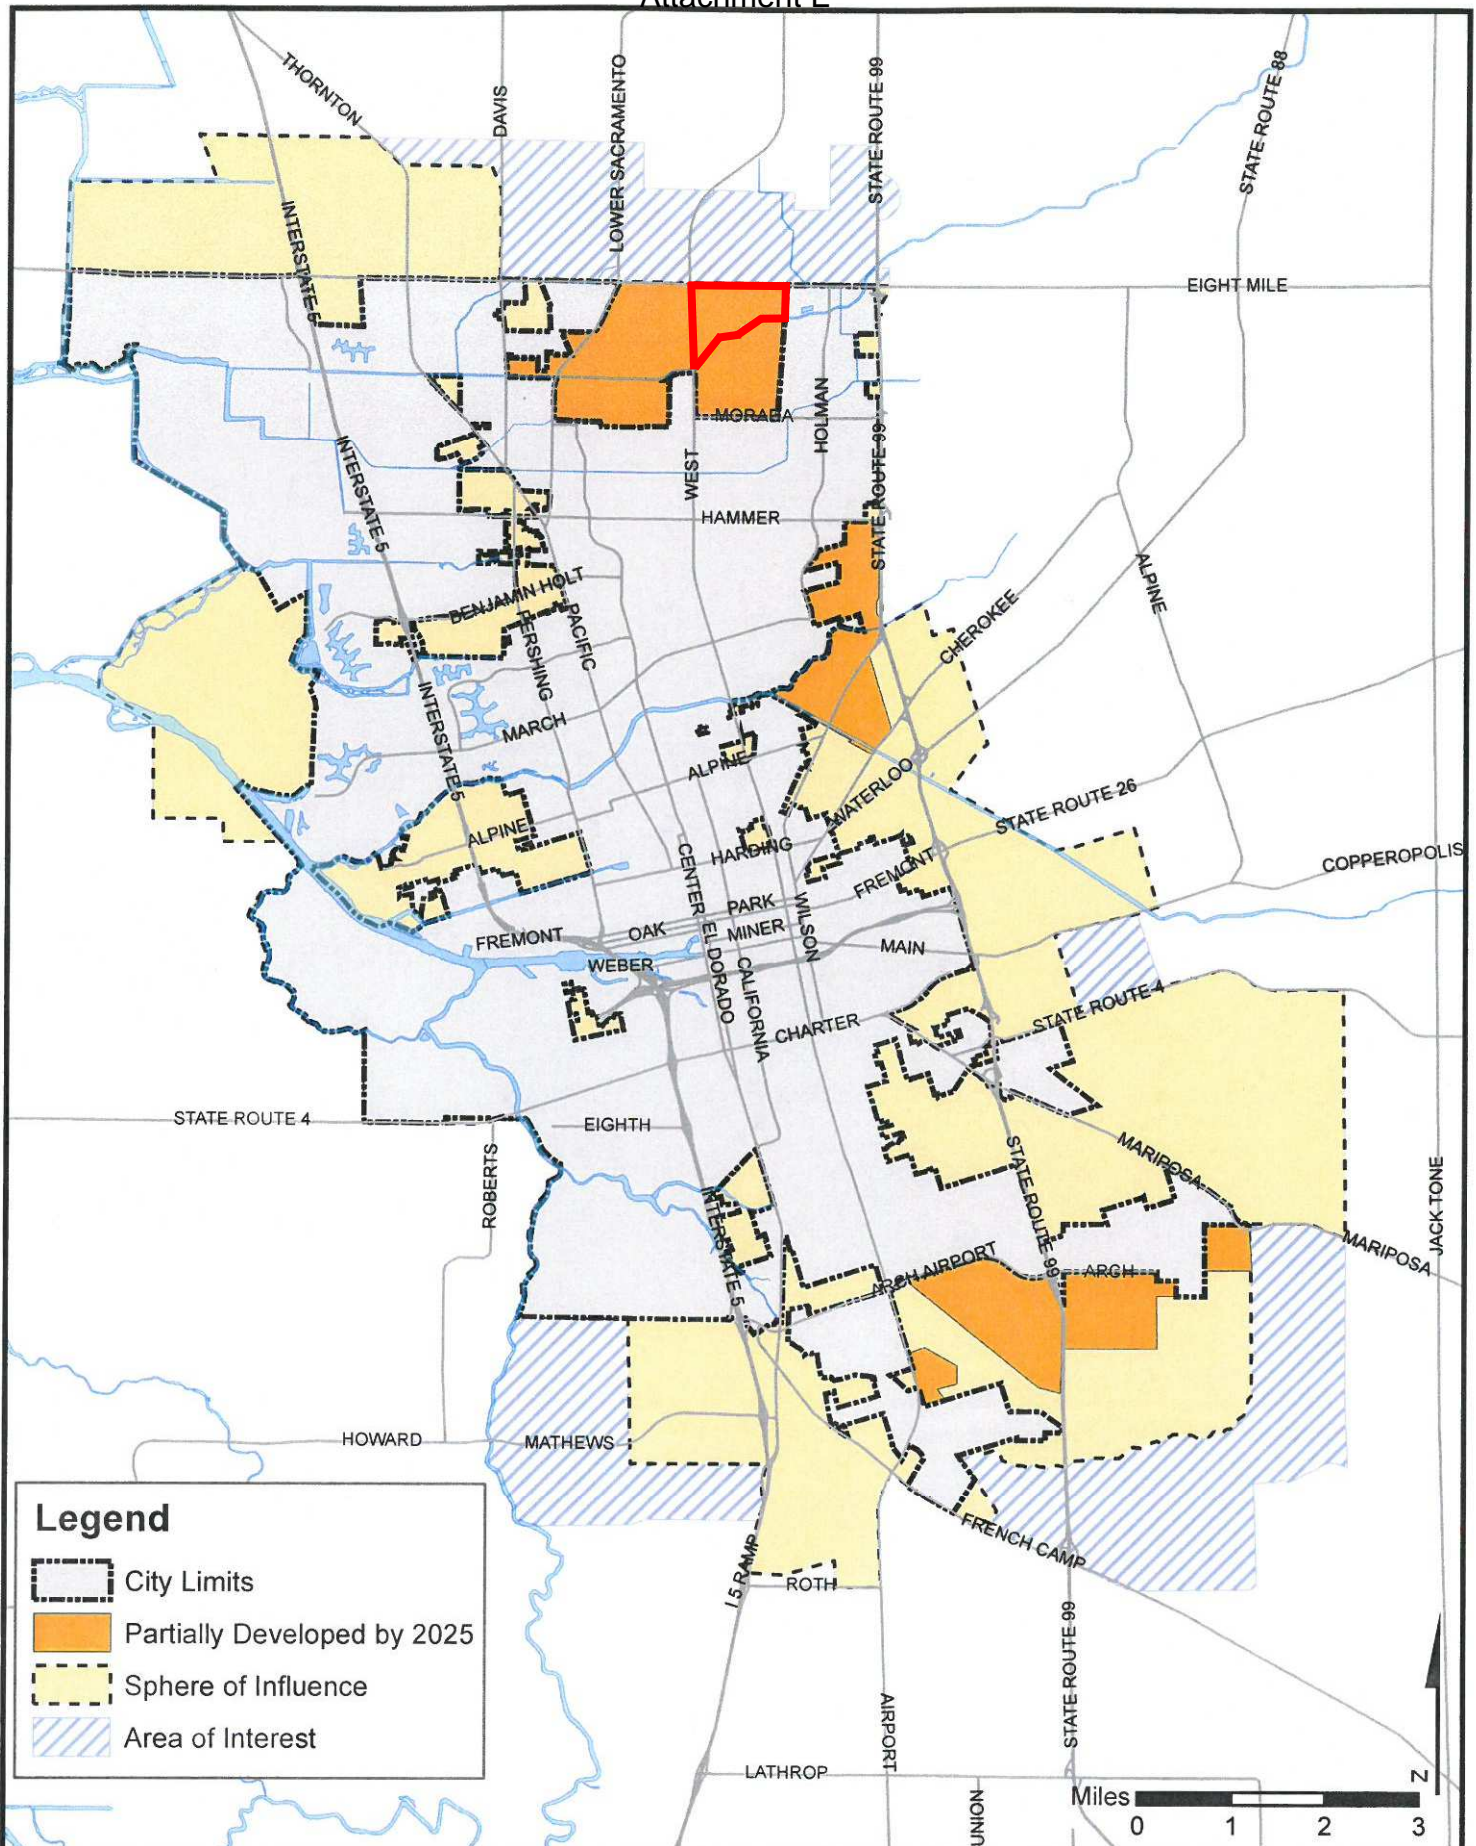 Attachment E
THORNTON
DAVIS
LOWER SACRAMENTO
STATE ROUTE 99
STATE ROUTE 88
INTERSTATE 5
EIGHT MILE
MORADA
HOLMAN
INTERSTATE 5
WEST
STATE ROUTE 99
HAMMER
BENJAMIN HOLT
PERSHING
PACIFIC
CHEROKEE
ALPINE
INTERSTATE 5
MARCH
ALPINE
WATERLOO
STATE ROUTE 26
ALPINE
CENTER
HARDING
FREMONT
COPPEROPOLIS
PARK
WILSON
OAK
MINER
FREMONT
MAIN
WEBER
EL DORADO
CALIFORNIA
STATE ROUTE 4
CHARTER
STATE ROUTE 4
EIGHTH
ROBERTS
MARIPOSA
STATE ROUTE 99
JACK TONE
INTERSTATE 5
MARIPOSA
ARCH AIRPORT
ARCH
HOWARD
MATHEWS
FRENCH CAMP
I 5 RAMP
ROTH
STATE ROUTE 99
AIRPORT
LATHROP
Legend
City Limits
Partially Developed by 2025
Sphere of Influence
Area of Interest
N
Miles
0 1 2 3